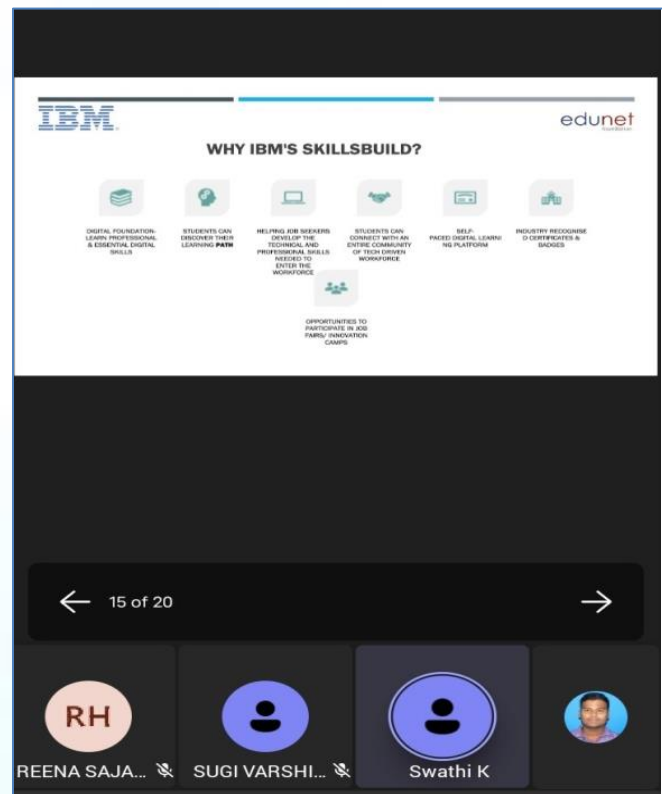 IBM
edunet
foundation
WHY IBM'S SKILLSBUILD?
DIGITAL FOUNDATION-
LEARN PROFESSIONAL
& ESSENTIAL DIGITAL
SKILLS
STUDENTS CAN
DISCOVER THEIR
LEARNING PATH
HELPING JOB SEEKERS
DEVELOP THE
TECHNICAL AND
PROFESSIONAL SKILLS
NEEDED TO
ENTER THE
WORKFORCE
STUDENTS CAN
CONNECT WITH AN
ENTIRE COMMUNITY
OF TECH DRIVEN
WORKFORCE
SELF-
PACED DIGITAL LEARNI
NG PLATFORM
INDUSTRY RECOGNISE
D CERTIFICATES &
BADGES
OPPORTUNITIES TO
PARTICIPATE IN JOB
FAIRS/ INNOVATION
CAMPS
15 of 20
RH
REENA SAJA...
SUGI VARSHI...
Swathi K